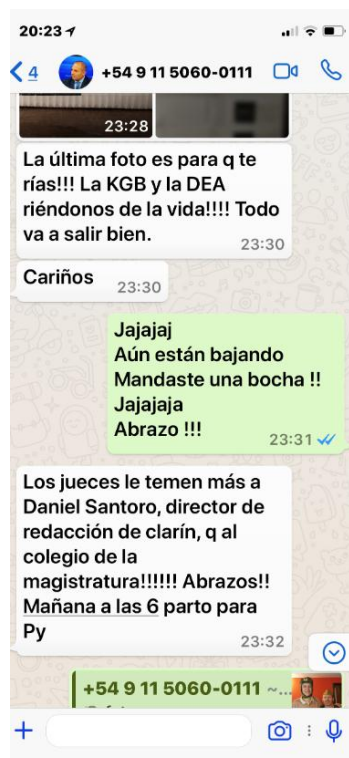 20:23
4 +54 9 11 5060-0111
23:28
La última foto es para q te
rías!!! La KGB y la DEA
riéndonos de la vida!!!! Todo
va a salir bien.
23:30
Cariños 23:30
Jajajaj
Aún están bajando
Mandaste una bocha !!
Jajajaja
Abrazo !!!
23:31
Los jueces le temen más a
Daniel Santoro, director de
redacción de clarín, q al
colegio de la
magistratura!!!!!! Abrazos!!
Mañana a las 6 parto para
Py
23:32
+54 9 11 5060-0111 ~...